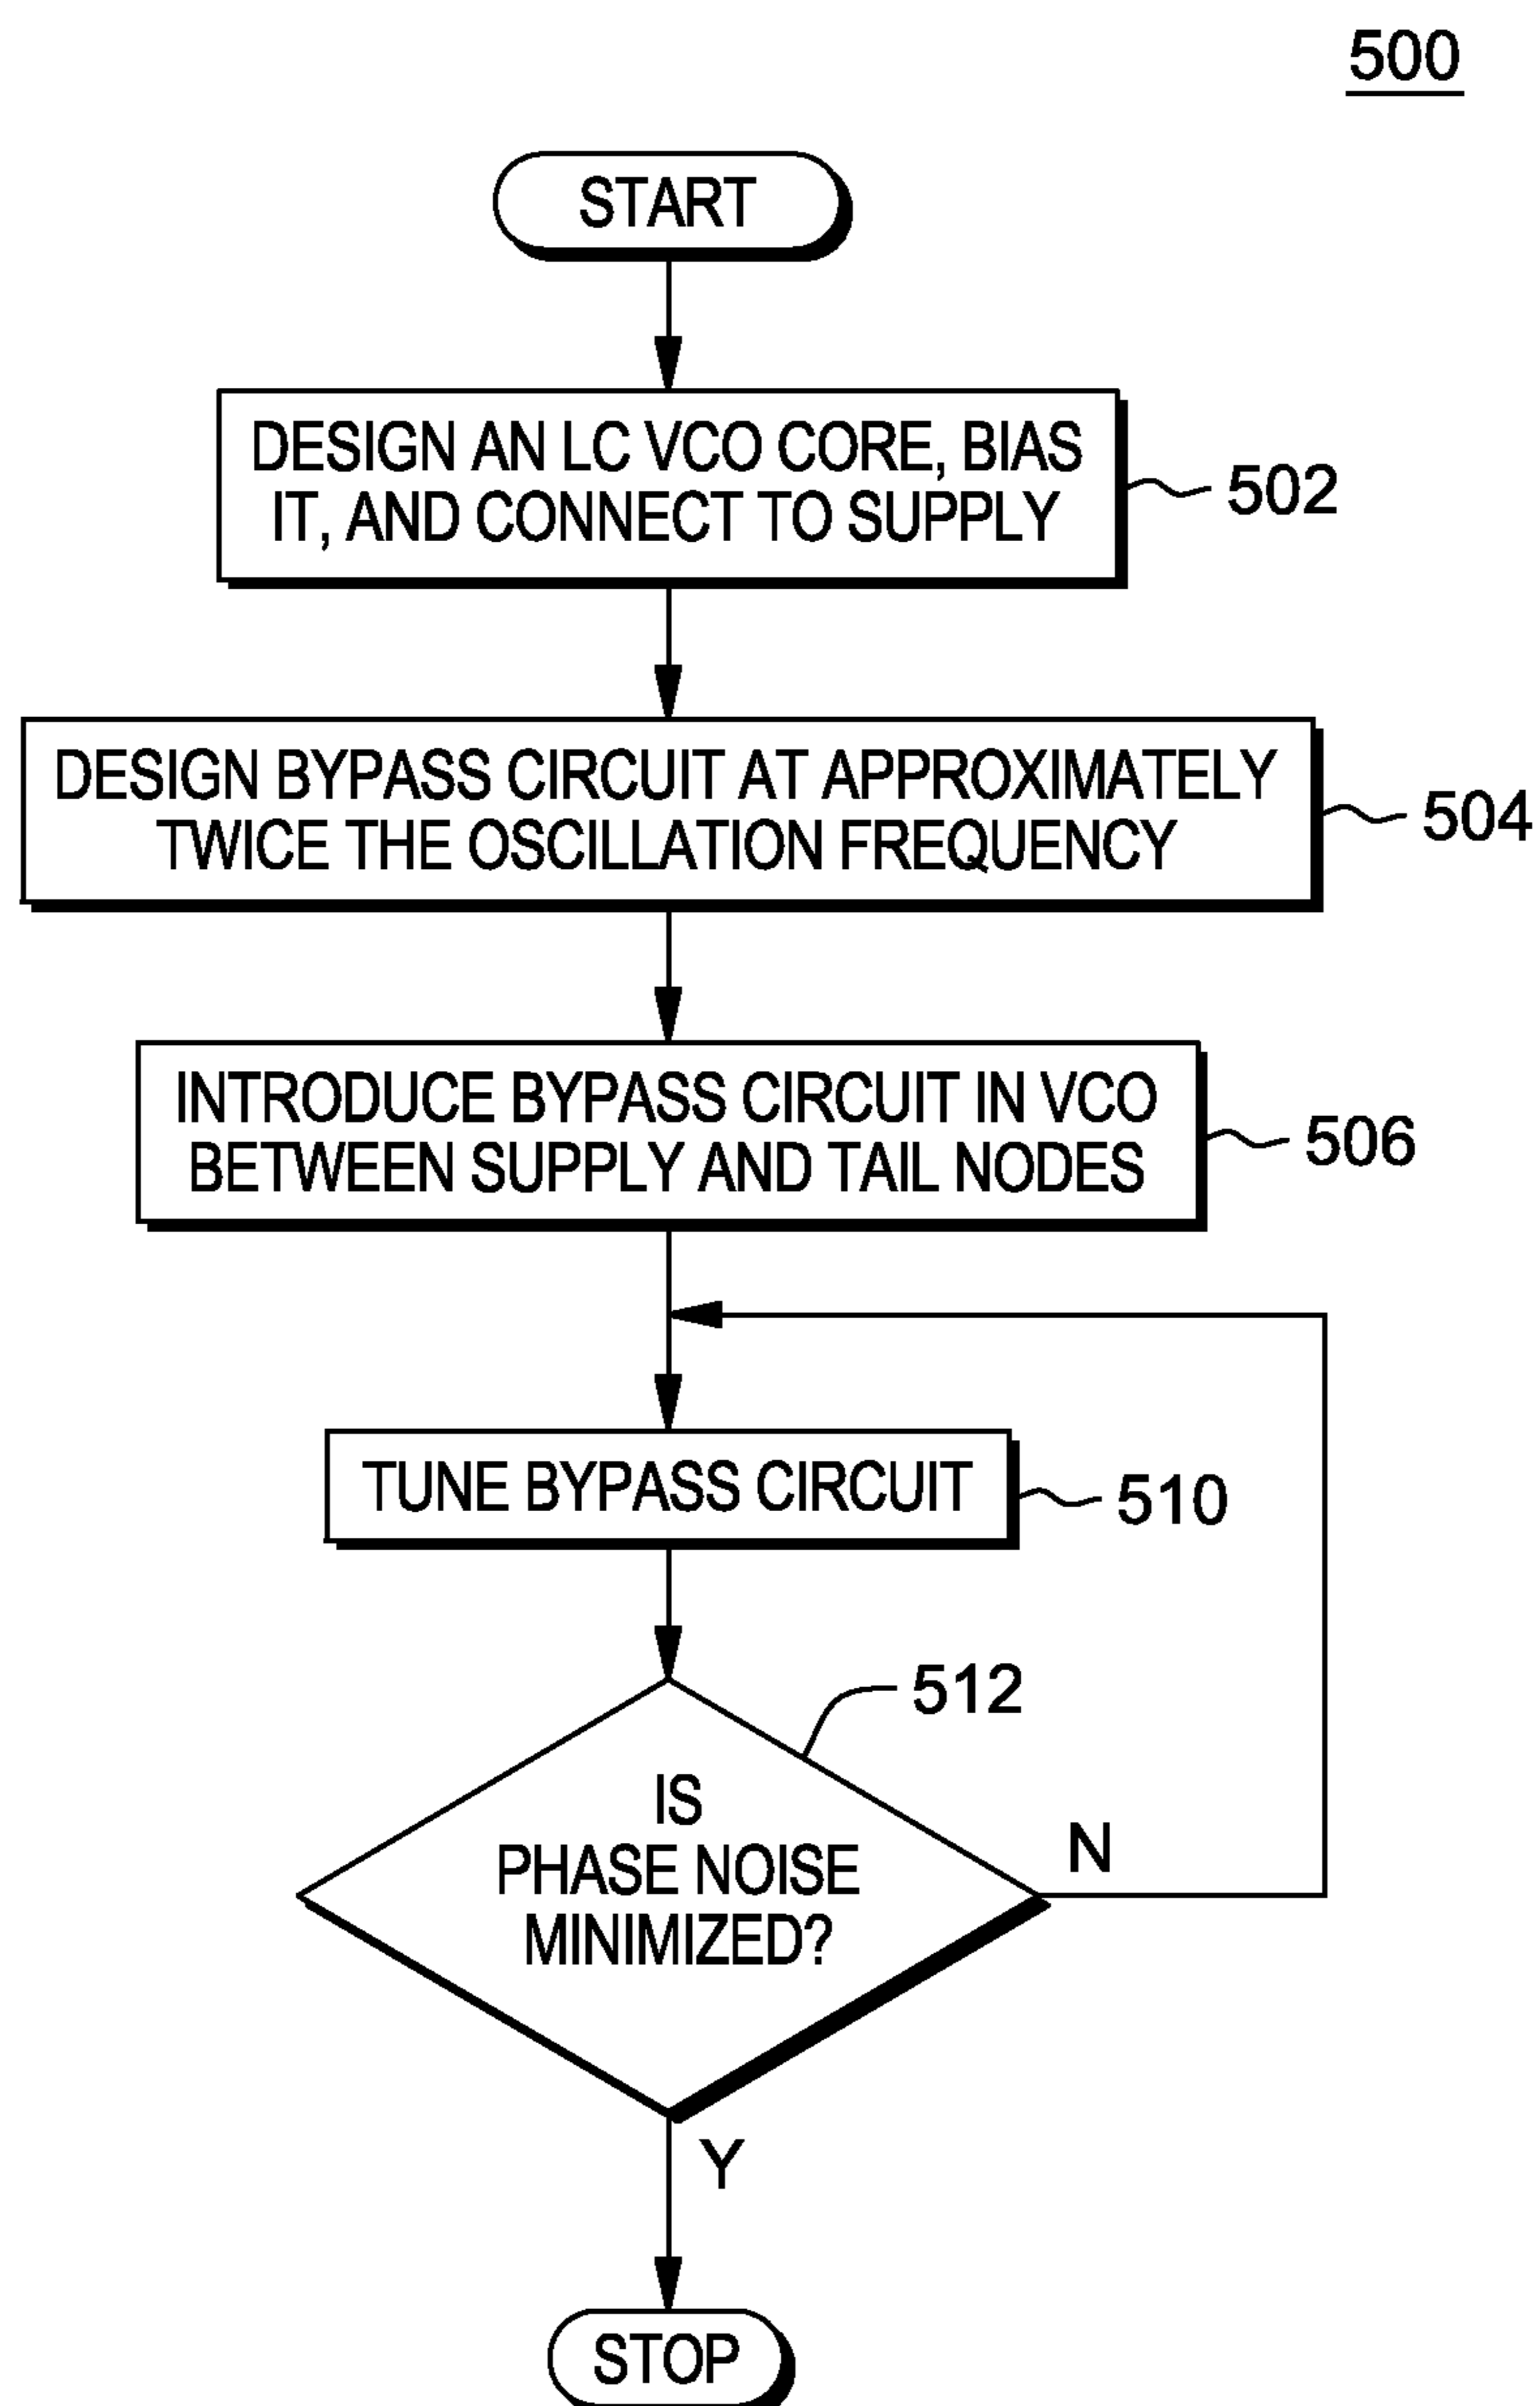 500
START
DESIGN AN LC VCO CORE, BIAS
IT, AND CONNECT TO SUPPLY
502
DESIGN BYPASS CIRCUIT AT APPROXIMATELY
TWICE THE OSCILLATION FREQUENCY
504
INTRODUCE BYPASS CIRCUIT IN VCO
BETWEEN SUPPLY AND TAIL NODES
506
TUNE BYPASS CIRCUIT
510
512
IS
PHASE NOISE
MINIMIZED?
N
Y
STOP